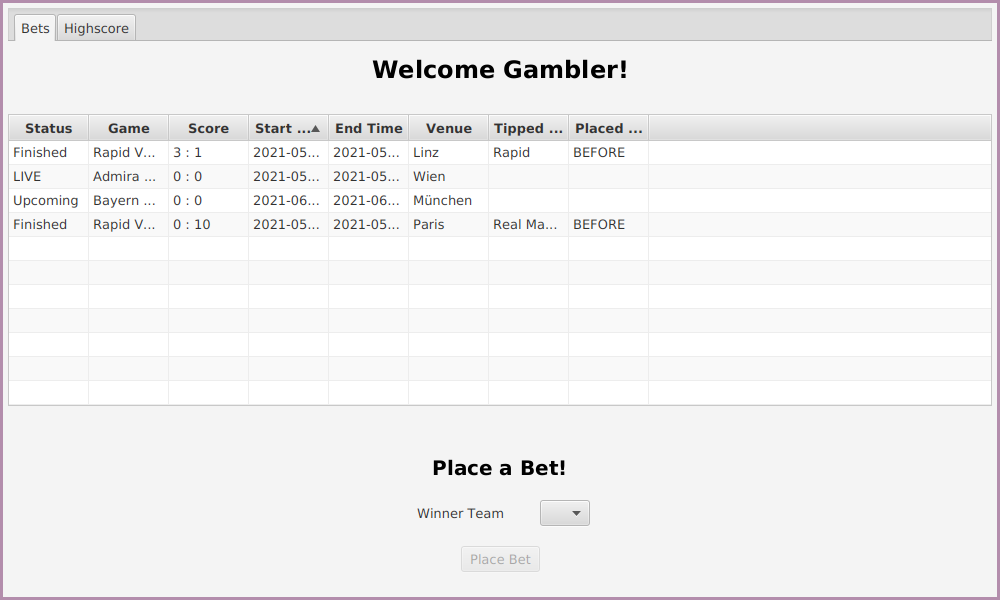 Bets Highscore
Welcome Gambler!
Status Game Score Start ... End Time Venue Tipped ... Placed ...
Finished Rapid V... 3 : 1 2021-05... 2021-05... Linz Rapid BEFORE
LIVE Admira ... 0 : 0 2021-05... 2021-05... Wien
Upcoming Bayern ... 0 : 0 2021-06... 2021-06... München
Finished Rapid V... 0 : 10 2021-05... 2021-05... Paris Real Ma... BEFORE
Place a Bet!
Winner Team
Place Bet